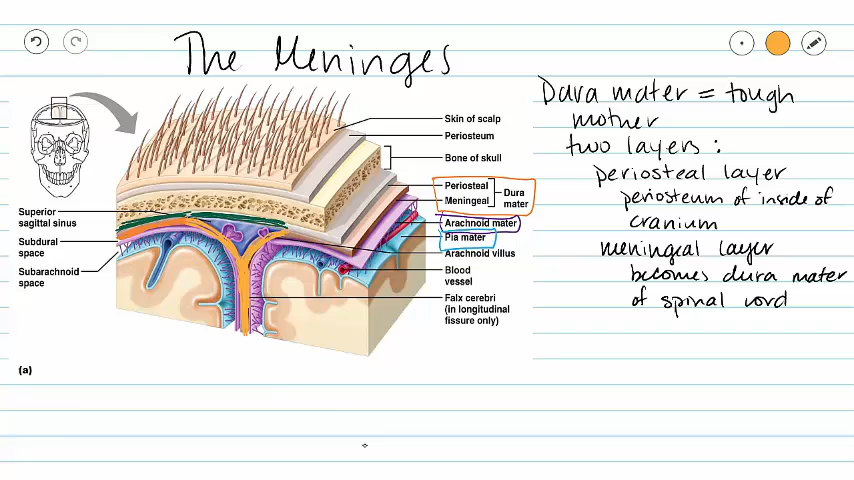 The Meninges
Skin of scalp
Periosteum
Bone of skull
Periosteal
Meningeal
Dura
mater
Arachnoid mater
Pia mater
Arachnoid villus
Blood
vessel
Falx cerebri
(in longitudinal
fissure only)
Superior
sagittal sinus
Subdural
space
Subarachnoid
space
(a)
Dura mater = tough
mother
two layers :
periosteal layer
periosteum of inside of
cranium
meningeal layer
becomes dura mater
of spinal cord